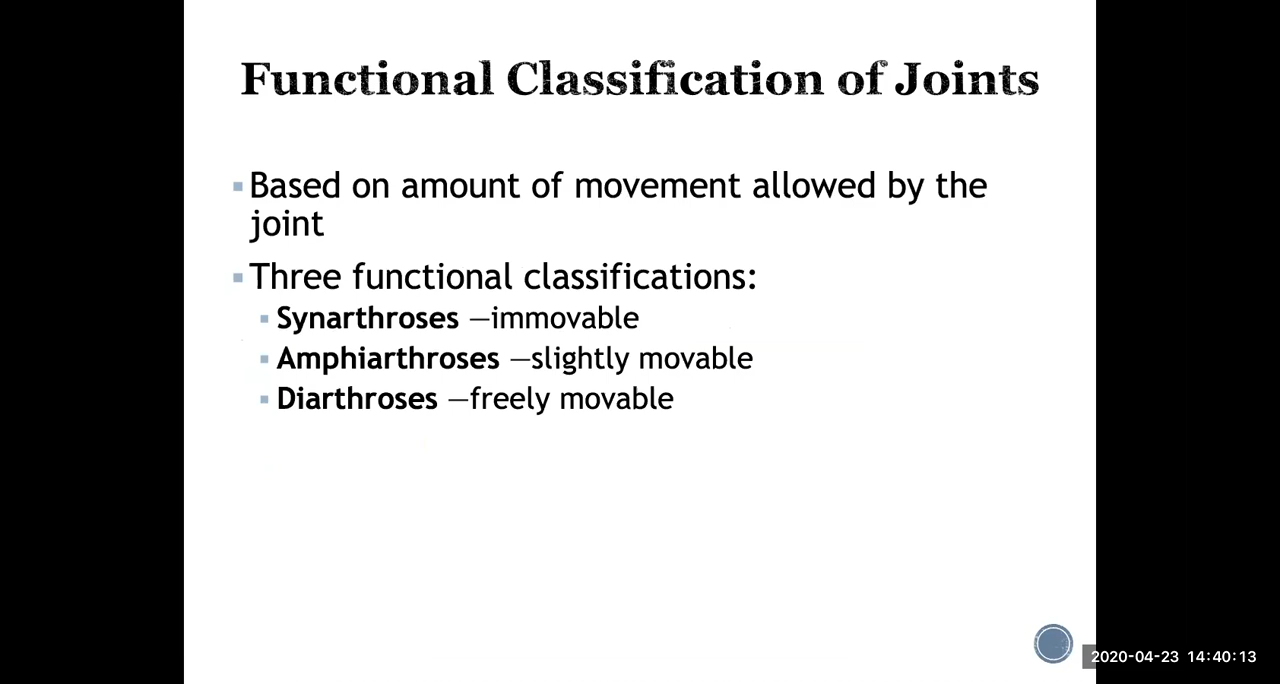 Functional Classification of Joints
Based on amount of movement allowed by the
joint
Three functional classifications:
Synarthroses —immovable
Amphiarthroses —slightly movable
Diarthroses —freely movable
2020-04-23 14:40:13